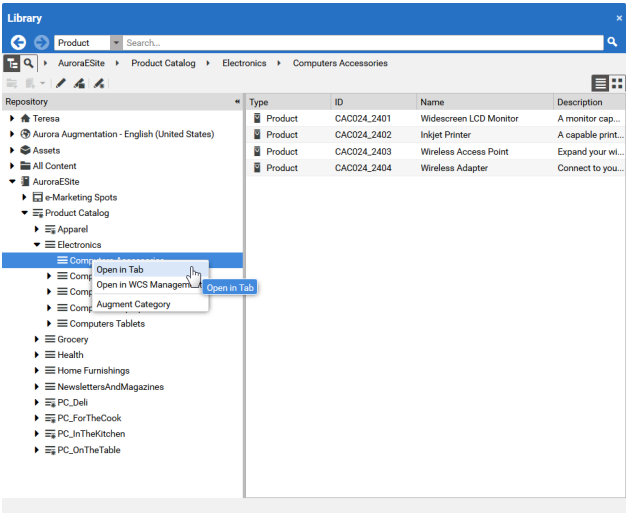 Library ×
Product Search...
AuroraESite Product Catalog Electronics Computers Accessories
Repository
Teresa
Aurora Augmentation - English (United States)
Assets
All Content
AuroraESite
e-Marketing Spots
Product Catalog
Apparel
Electronics
Open in Tab
Open in WCS Management
Open in Tab
Augment Category
Computers Tablets
Grocery
Health
Home Furnishings
NewslettersAndMagazines
PC_Deli
PC_ForTheCook
PC_InTheKitchen
PC_OnTheTable
Type ID Name Description
Product CAC024_2401 Widescreen LCD Monitor A monitor cap...
Product CAC024_2402 Inkjet Printer A capable print...
Product CAC024_2403 Wireless Access Point Expand your wi...
Product CAC024_2404 Wireless Adapter Connect to you...